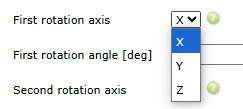 First rotation axis X
X
First rotation angle [deg]
Y
Second rotation axis Z